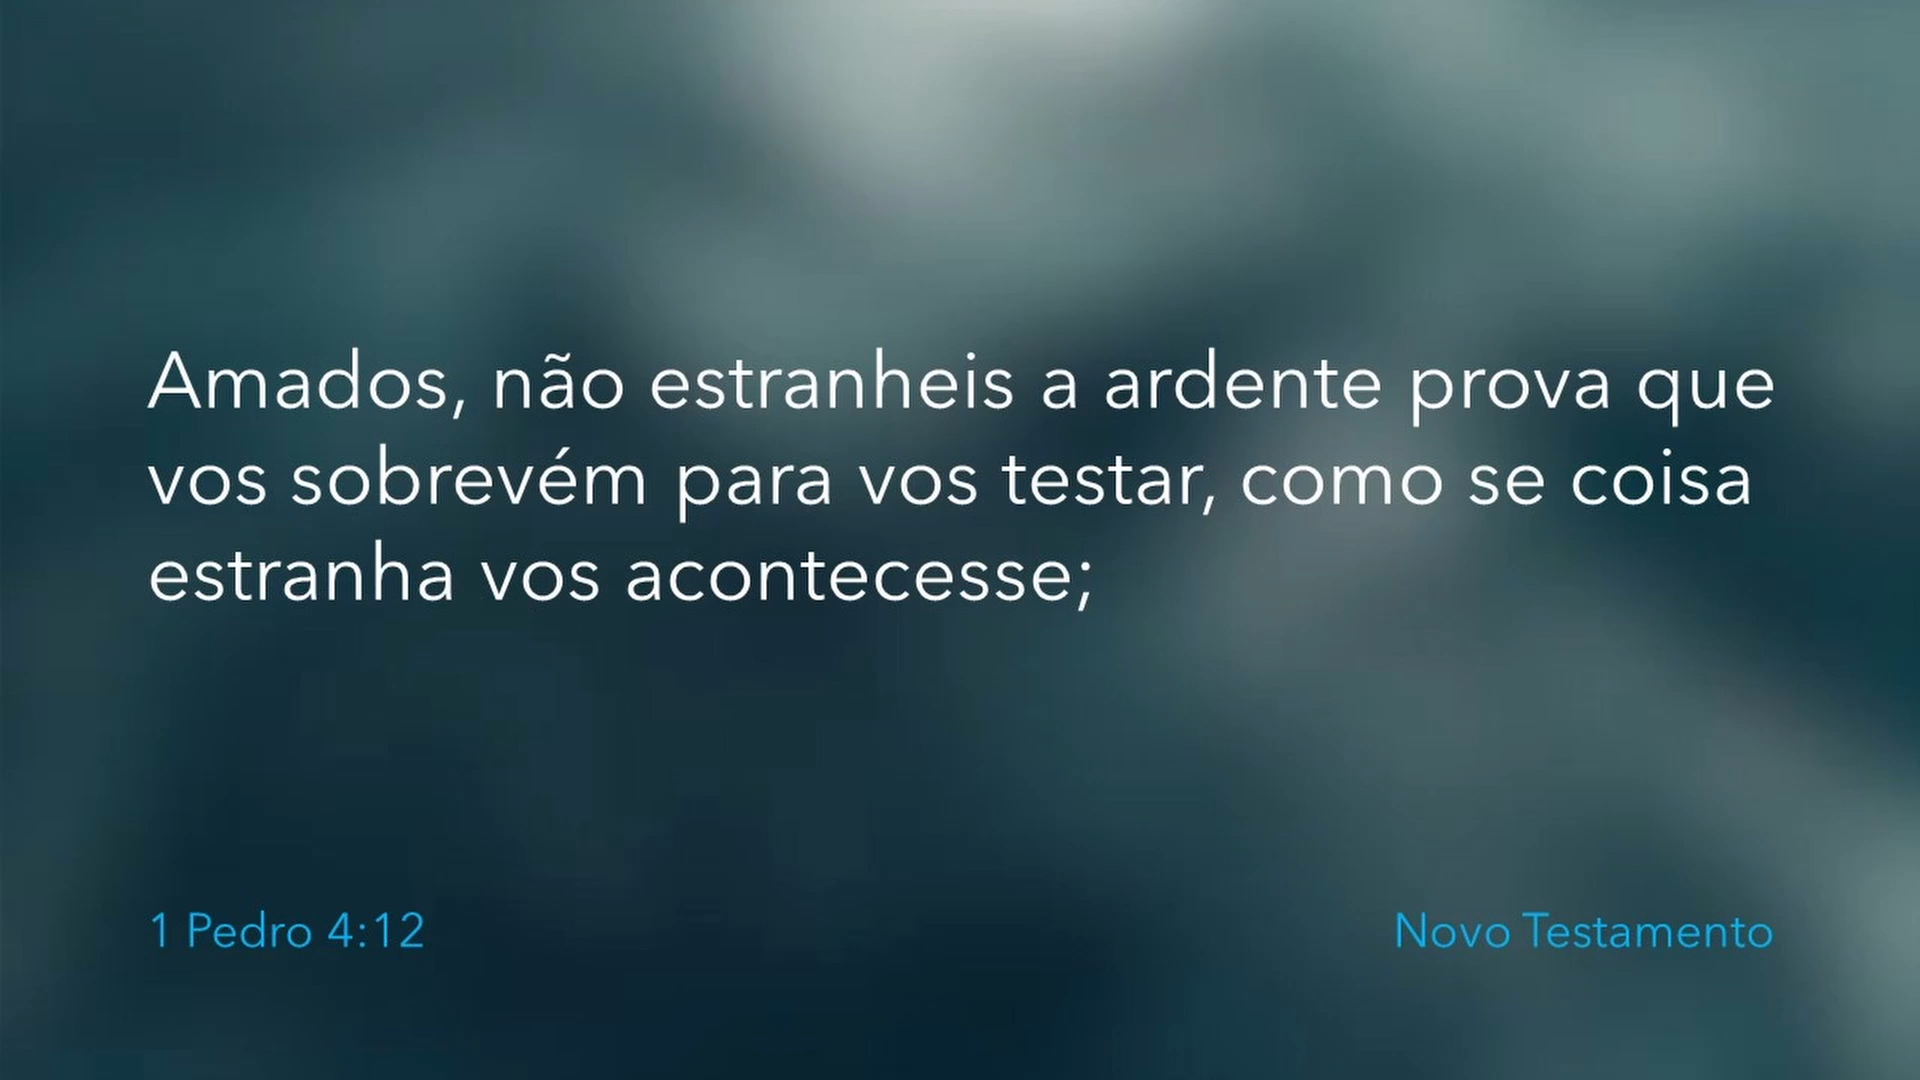 Amados, não estranheis a ardente prova que
vos sobrevém para vos testar, como se coisa
estranha vos acontecesse;
1 Pedro 4:12
Novo Testamento